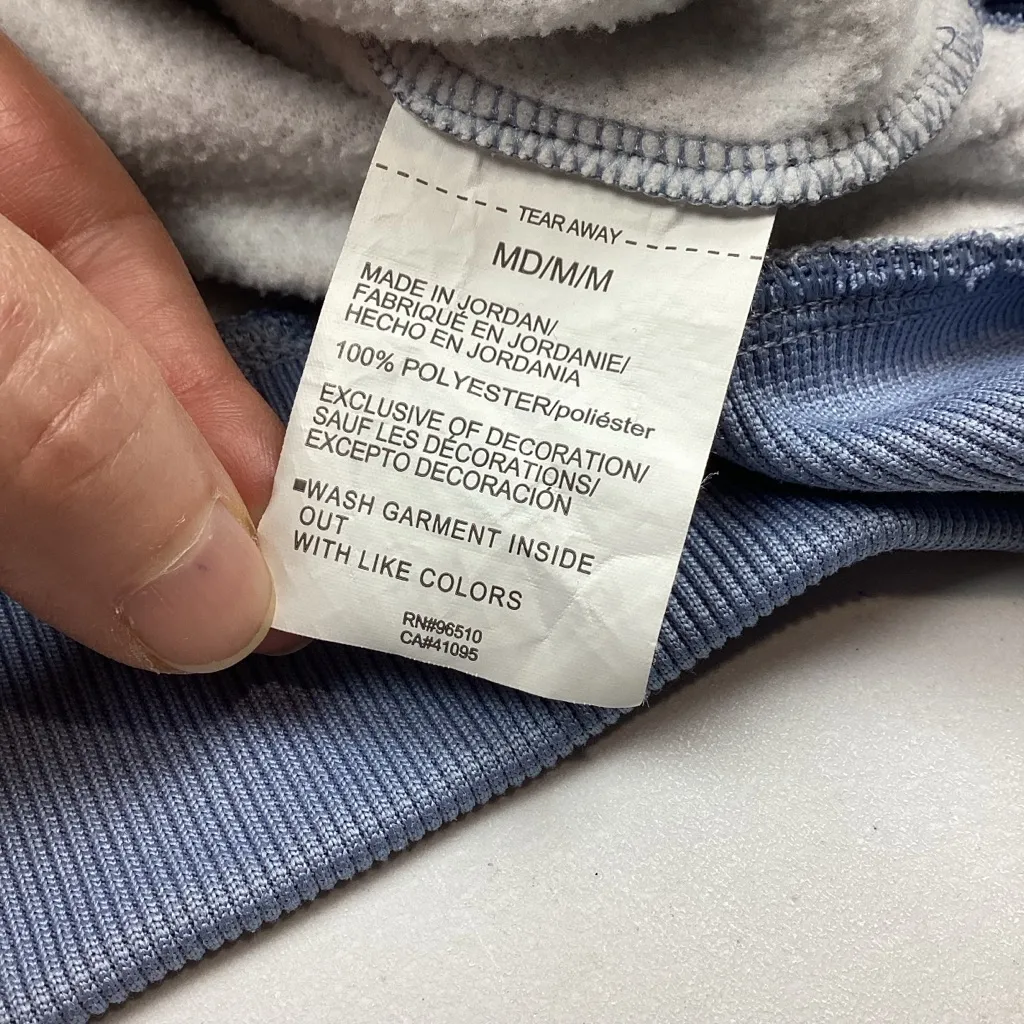 TEAR AWAY
MD/M/M
MADE IN JORDAN/
FABRIQUÉ EN JORDANIE/
HECHO EN JORDANIA
100% POLYESTER/poliéster
EXCLUSIVE OF DECORATION/
SAUF LES DÉCORATIONS/
EXCEPTO DECORACIÓN
■WASH GARMENT INSIDE
OUT
WITH LIKE COLORS
RN#96510
CA#41095